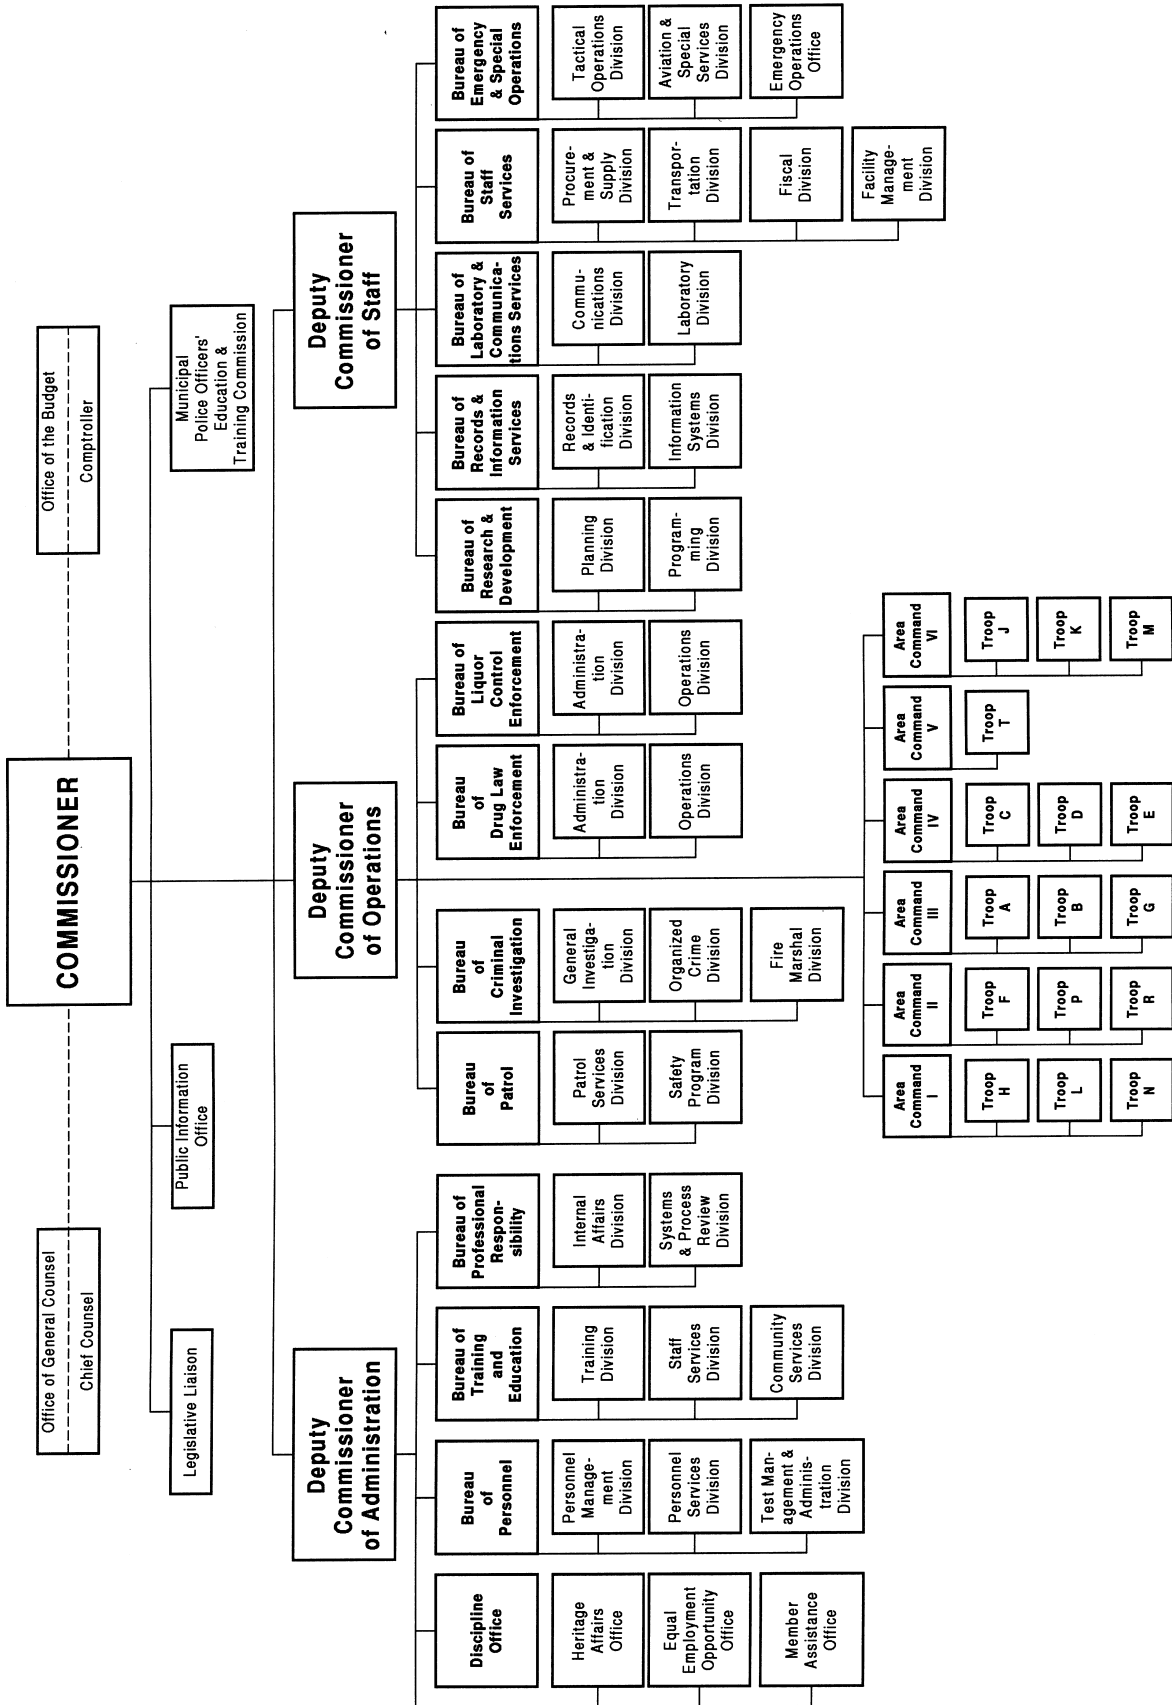 COMMISSIONER
Office of General Counsel
Chief Counsel
Office of the Budget
Comptroller
Legislative Liaison
Public Information
Office
Municipal
Police Officers'
Education &
Training Commission
Deputy
Commissioner
of Administration
Deputy
Commissioner
of Operations
Deputy
Commissioner
of Staff
Discipline
Office
Heritage
Affairs
Office
Equal
Employment
Opportunity
Office
Member
Assistance
Office
Bureau
of
Personnel
Personnel
Manage-
ment
Division
Personnel
Services
Division
Test Man-
agement &
Adminis-
tration
Division
Bureau of
Training
and
Education
Training
Division
Staff
Services
Division
Community
Services
Division
Bureau of
Professional
Respon-
sibility
Internal
Affairs
Division
Systems
& Process
Review
Division
Bureau
of
Patrol
Patrol
Services
Division
Safety
Program
Division
Bureau
of
Criminal
Investigation
General
Investiga-
tion
Division
Organized
Crime
Division
Fire
Marshal
Division
Bureau
of
Drug Law
Enforcement
Administra-
tion
Division
Operations
Division
Bureau of
Liquor
Control
Enforcement
Administra-
tion
Division
Operations
Division
Bureau of
Research &
Development
Planning
Division
Program-
ming
Division
Bureau of
Records &
Information
Services
Records
& Identi-
fication
Division
Information
Systems
Division
Bureau of
Laboratory &
Communica-
tions Services
Commu-
nications
Division
Laboratory
Division
Bureau of
Staff
Services
Procure-
ment &
Supply
Division
Transpor-
tation
Division
Fiscal
Division
Facility
Manage-
ment
Division
Bureau of
Emergency
& Special
Operations
Tactical
Operations
Division
Aviation &
Special
Services
Division
Emergency
Operations
Office
Area
Command
I
Troop
H
Troop
L
Troop
N
Area
Command
II
Troop
F
Troop
P
Troop
R
Area
Command
III
Troop
A
Troop
B
Troop
G
Area
Command
IV
Troop
C
Troop
D
Troop
E
Area
Command
V
Troop
T
Area
Command
VI
Troop
J
Troop
K
Troop
M